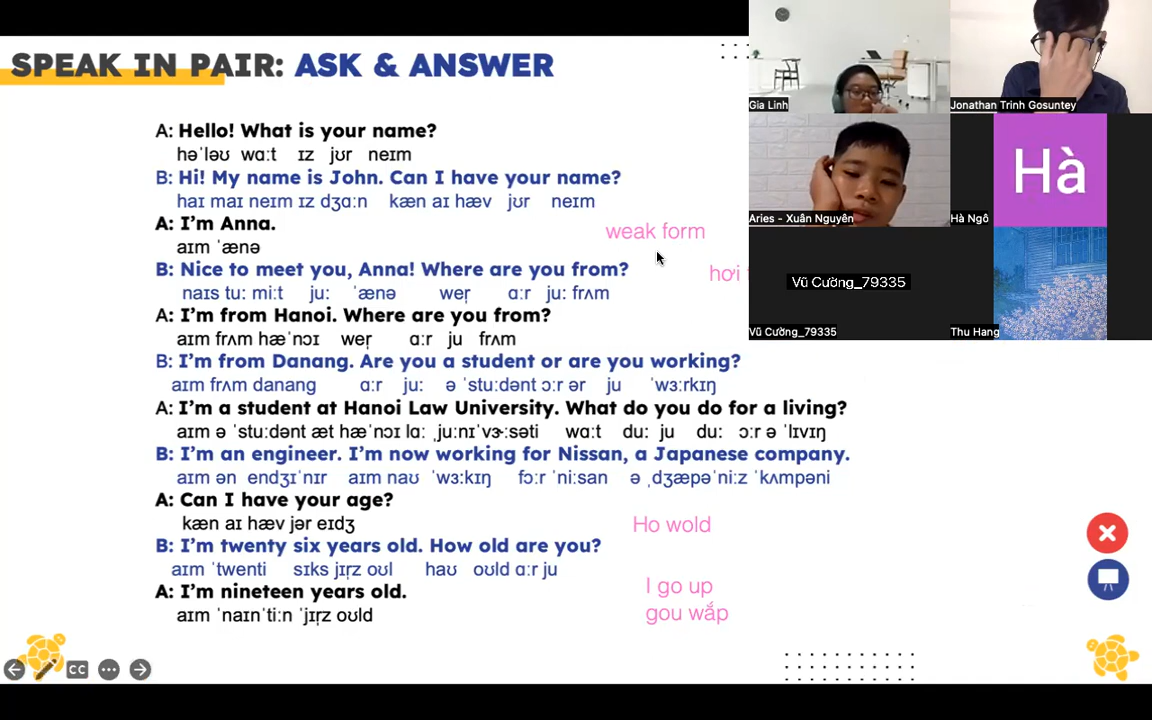 SPEAK IN PAIR: ASK & ANSWER
A: Hello! What is your name?
həˈləʊ wɑːt ɪz jʊr neɪm
B: Hi! My name is John. Can I have your name?
haɪ maɪ neɪm ɪz dʒɑːn kæn aɪ hæv jʊr neɪm
A: I'm Anna.
aɪm ˈænə
weak form
B: Nice to meet you, Anna! Where are you from?
hơi
naɪs tuː miːt juː ˈænə wer̩ ɑːr juː frʌm
A: I'm from Hanoi. Where are you from?
aɪm frʌm hæˈnɔɪ wer̩ ɑːr ju frʌm
B: I'm from Danang. Are you a student or are you working?
aɪm frʌm danang ɑːr juː ə ˈstuːdənt ɔːr ər ju ˈwɜːrkɪŋ
A: I'm a student at Hanoi Law University. What do you do for a living?
aɪm ə ˈstuːdənt æt hæˈnɔɪ lɑː ˌjuːnɪˈvɝːsəti wɑːt duː ju duː ɔːr ə ˈlɪvɪŋ
B: I'm an engineer. I'm now working for Nissan, a Japanese company.
aɪm ən endʒɪˈnɪr aɪm naʊ ˈwɜːkɪŋ fɔːr ˈniːsan ə ˌdʒæpəˈniːz ˈkʌmpəni
A: Can I have your age?
kæn aɪ hæv jər eɪdʒ
Ho wold
B: I'm twenty six years old. How old are you?
aɪm ˈtwenti sɪks jɪr̩z oʊl haʊ oʊld ɑːr ju
A: I'm nineteen years old.
I go up
aɪm ˈnaɪnˈtiːn ˈjɪr̩z oʊld
gou wắp
CC
Gia Linh
Jonathan Trinh Gosuntey
Aries - Xuân Nguyên
Hà
Hà Ngô
Vũ Cường_79335
Vũ Cường_79335
Thu Hang